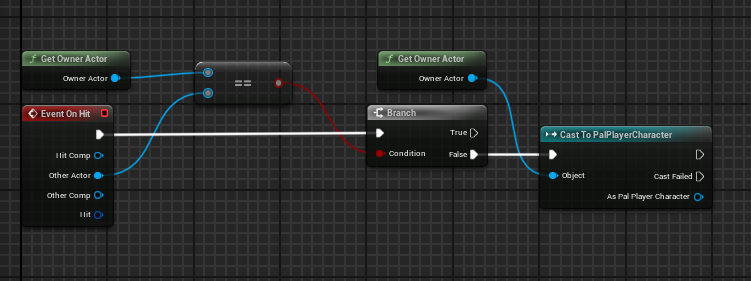 Get Owner Actor
Owner Actor
Event On Hit
Hit Comp
Other Actor
Other Comp
Hit
==
Get Owner Actor
Owner Actor
Branch
True
Condition
False
Cast To PalPlayerCharacter
Object
Cast Failed
As Pal Player Character